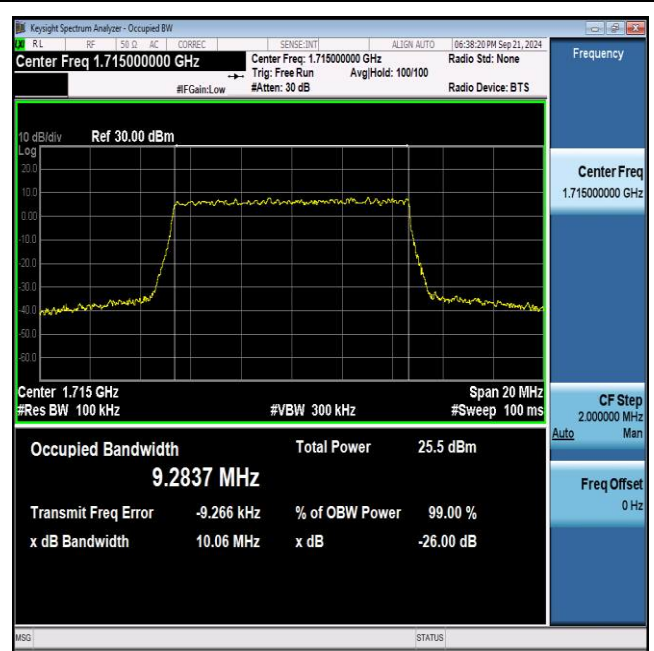 Keysight Spectrum Analyzer - Occupied BW
RL RF 50 Ω AC CORREC SENSE:INT ALIGN AUTO 06:38:20 PM Sep 21, 2024
Center Freq 1.715000000 GHz
Center Freq: 1.715000000 GHz
Radio Std: None
Trig: Free Run Avg|Hold: 100/100
#IFGain:Low #Atten: 30 dB Radio Device: BTS
10 dB/div Ref 30.00 dBm
Log
20.0
10.0
0.00
-10.0
-20.0
-30.0
-40.0
-50.0
-60.0
Center 1.715 GHz Span 20 MHz
#Res BW 100 kHz #VBW 300 kHz #Sweep 100 ms
Occupied Bandwidth Total Power 25.5 dBm
9.2837 MHz
Transmit Freq Error -9.266 kHz % of OBW Power 99.00 %
x dB Bandwidth 10.06 MHz x dB -26.00 dB
MSG STATUS
Frequency
Center Freq
1.715000000 GHz
CF Step
2.000000 MHz
Auto Man
Freq Offset
0 Hz